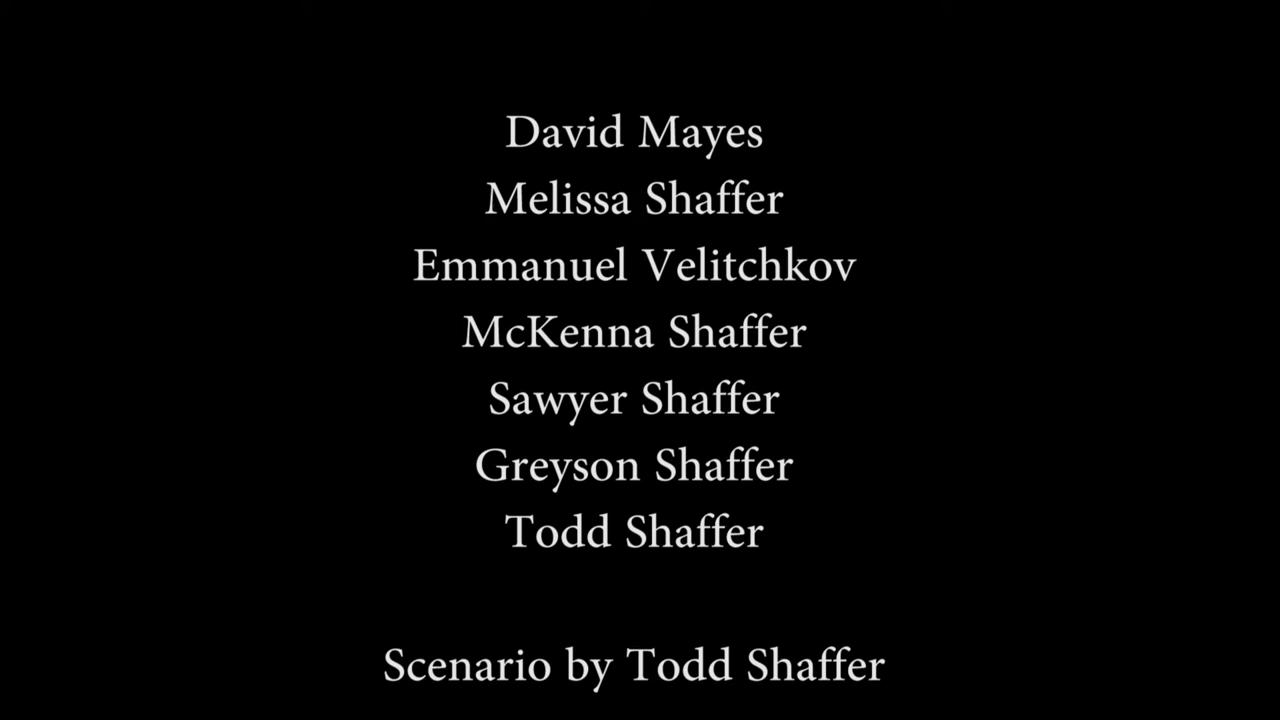 David Mayes
Melissa Shaffer
Emmanuel Velitchkov
McKenna Shaffer
Sawyer Shaffer
Greyson Shaffer
Todd Shaffer
Scenario by Todd Shaffer